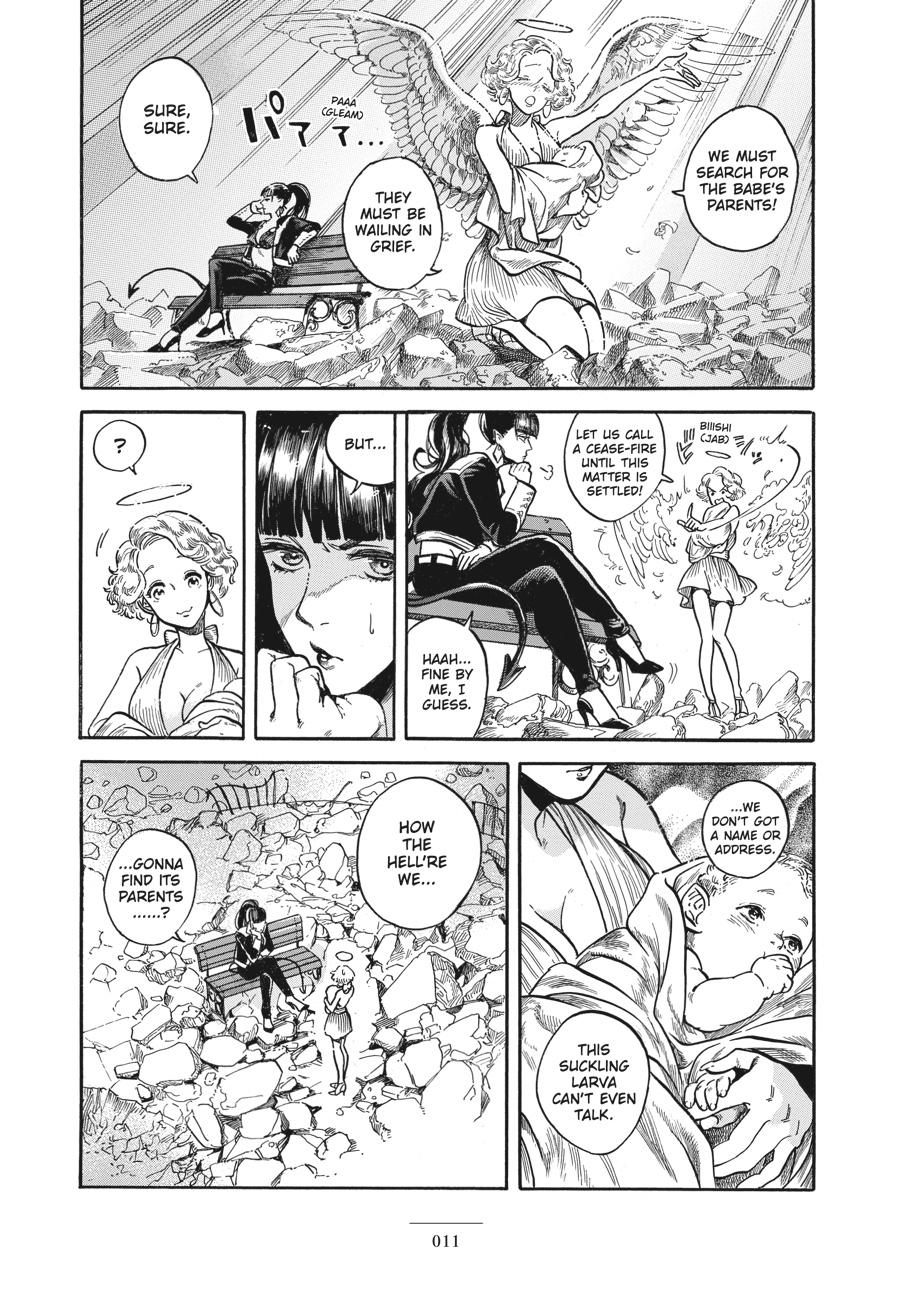 WE MUST
SEARCH FOR
THE BABE'S
PARENTS!
THEY
MUST BE
WAILING IN
GRIEF.
PAAA
(GLEAM)
パァァ...
SURE,
SURE.
BIIISHI
(JAB)
ビシ
LET US CALL
A CEASE-FIRE
UNTIL THIS
MATTER IS
SETTLED!
HAAH...
FINE BY
ME, I
GUESS.
BUT...
?
...WE
DON'T GOT
A NAME OR
ADDRESS.
THIS
SUCKLING
LARVA
CAN'T EVEN
TALK.
HOW
THE
HELL'RE
WE...
...GONNA
FIND ITS
PARENTS
......?
011